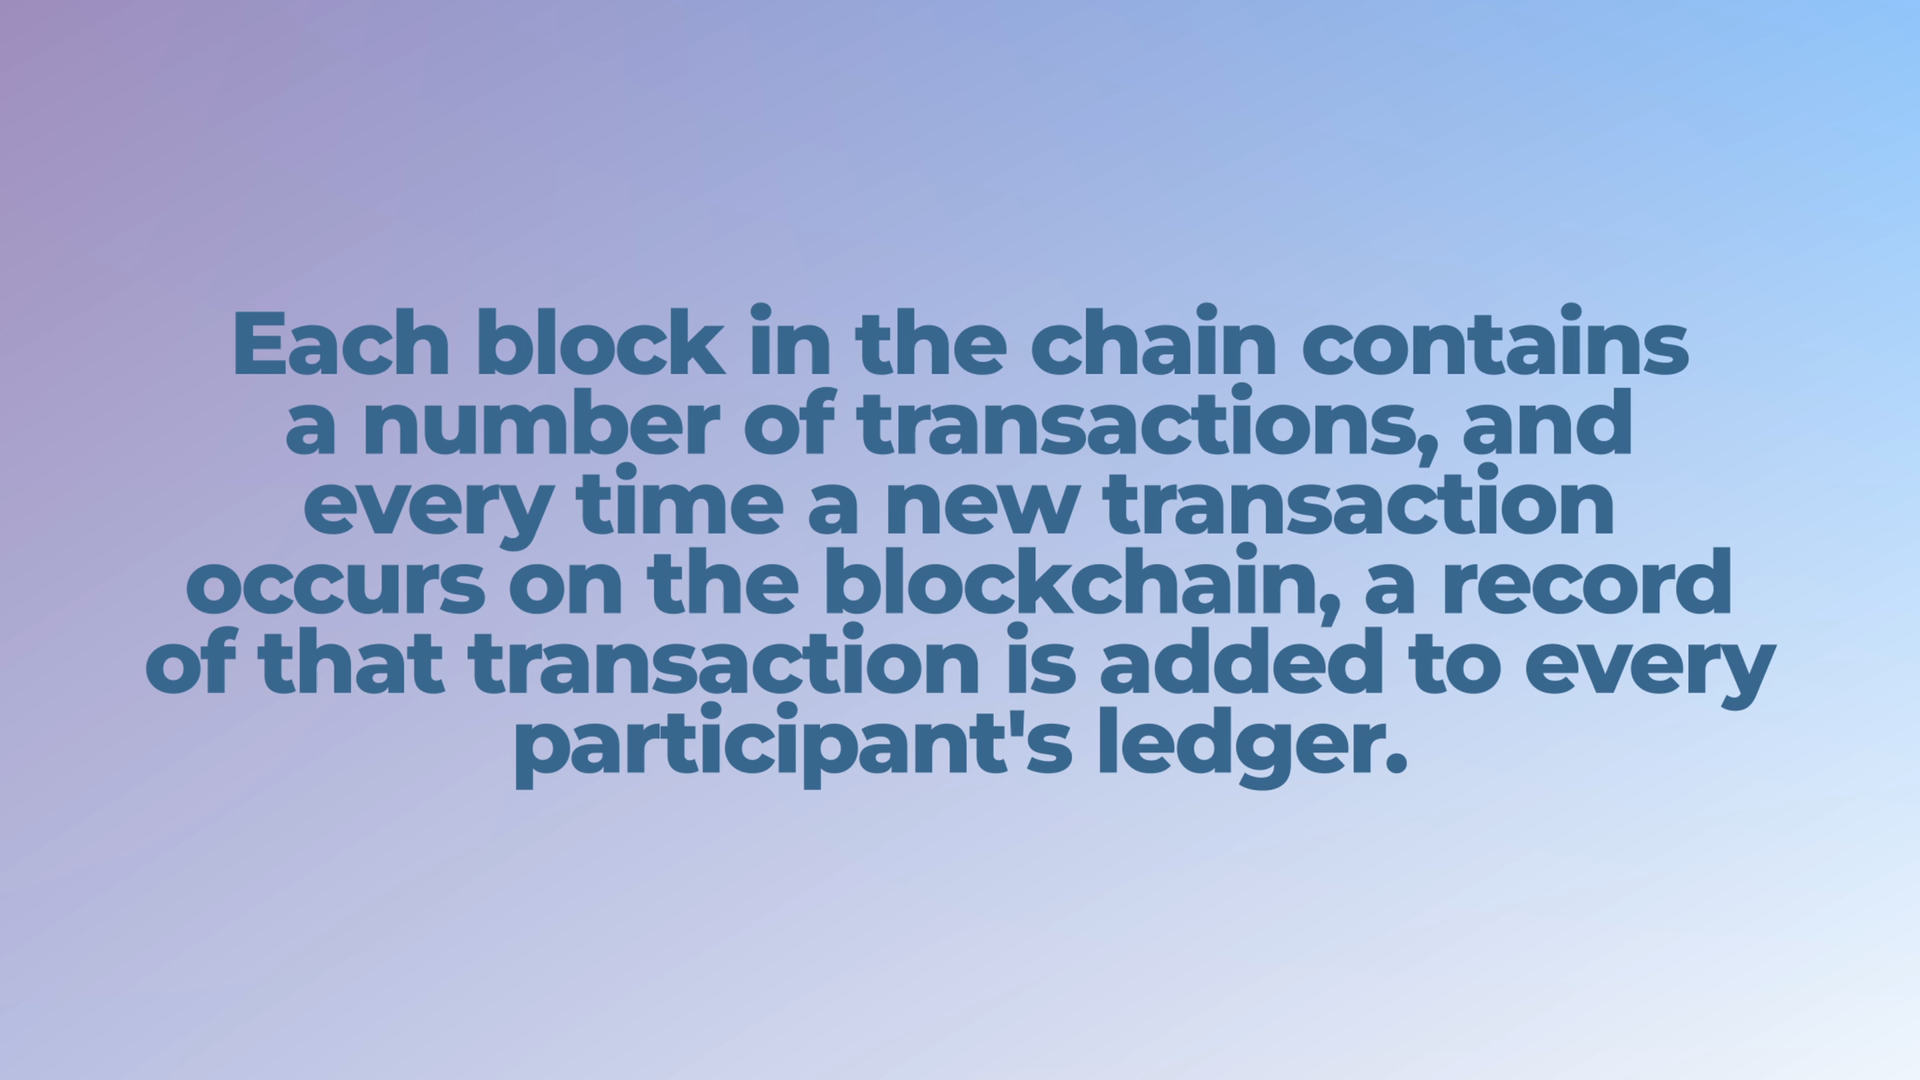 Each block in the chain contains
a number of transactions, and
every time a new transaction
occurs on the blockchain, a record
of that transaction is added to every
participant's ledger.